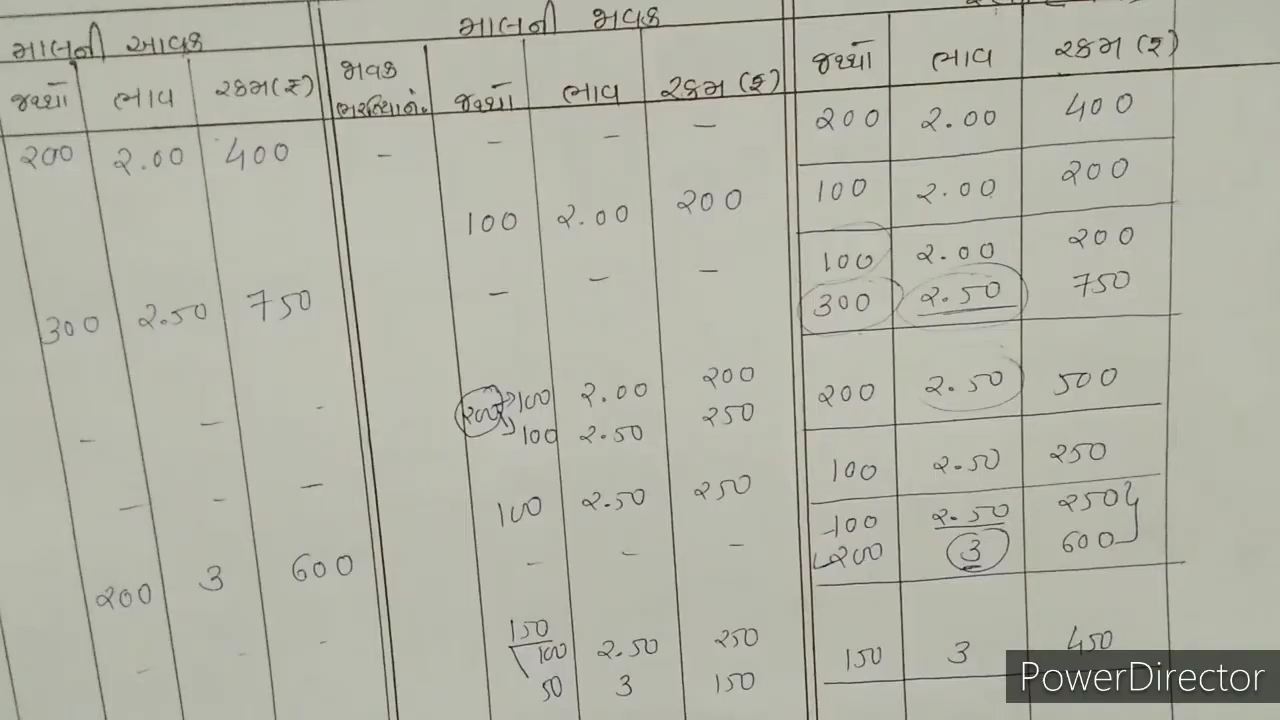 માલની આવક માલની જાવક
જથ્થો ભાવ રકમ (રૂ) જાવક જથ્થો ભાવ રકમ (રૂ) જથ્થો ભાવ રકમ (રૂ)
200 2.00 400 - - - - 200 2.00 400
100 2.00 200 100 2.00 200
100 2.00 200
300 2.50 750 - - - 300 2.50 750
- - - 200 100 2.00 200 200 2.50 500
100 2.50 250
- - - 100 2.50 250 100 2.50 250
100 2.50 250
200 3 600 - - - 200 3 600
- - 150
100 2.50 250 150 3 450
50 3 150
PowerDirector